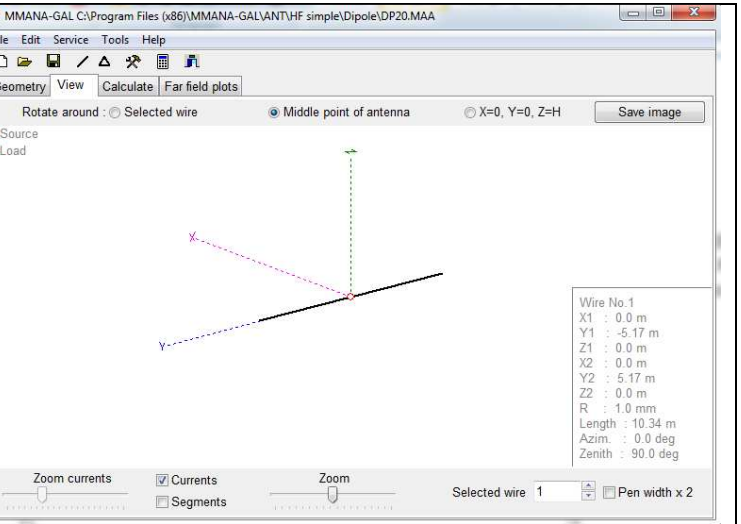 MMANA-GAL C:\Program Files (x86)\MMANA-GAL\ANT\HF simple\Dipole\DP20.MAA
le Edit Service Tools Help
Geometry View Calculate Far field plots
Rotate around : Selected wire Middle point of antenna X=0, Y=0, Z=H Save image
Source
Load
Z
X
Y
Wire No.1
X1 : 0.0 m
Y1 : -5.17 m
Z1 : 0.0 m
X2 : 0.0 m
Y2 : 5.17 m
Z2 : 0.0 m
R : 1.0 mm
Length : 10.34 m
Azim. : 0.0 deg
Zenith : 90.0 deg
Zoom currents Currents Zoom
Segments
Selected wire 1 Pen width x 2